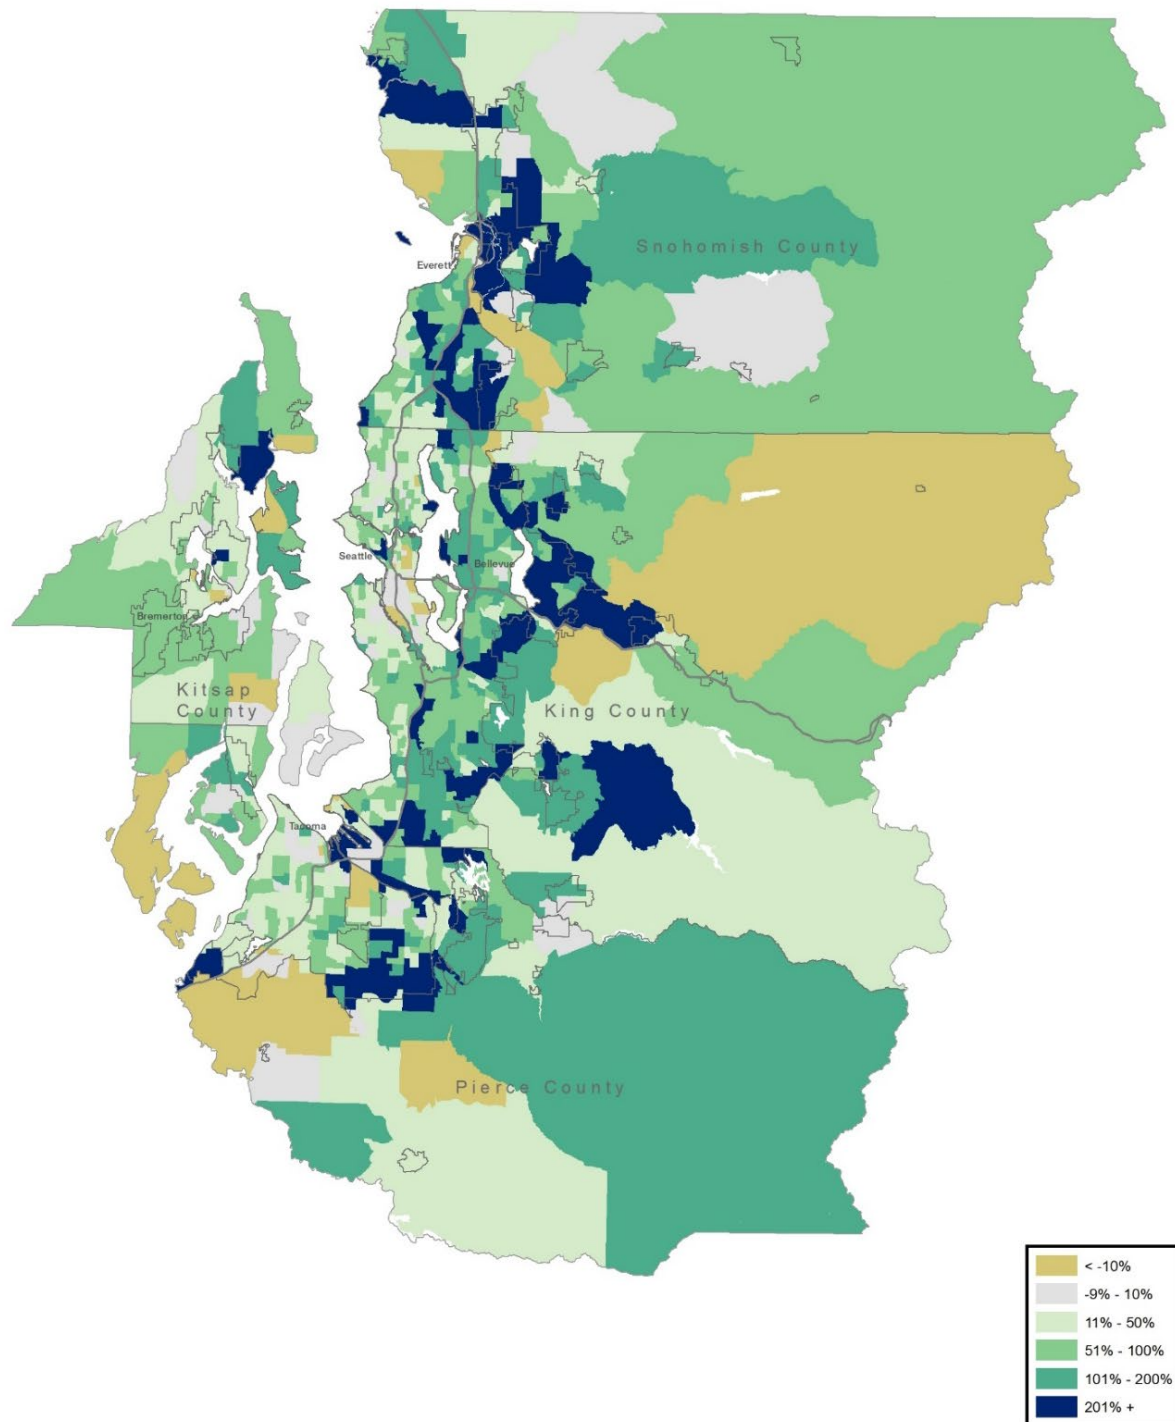 Snohomish County
Everett
Seattle
Bellevue
Bremerton
Kitsap
County
King County
Tacoma
Pierce County
< -10%
-9% - 10%
11% - 50%
51% - 100%
101% - 200%
201% +